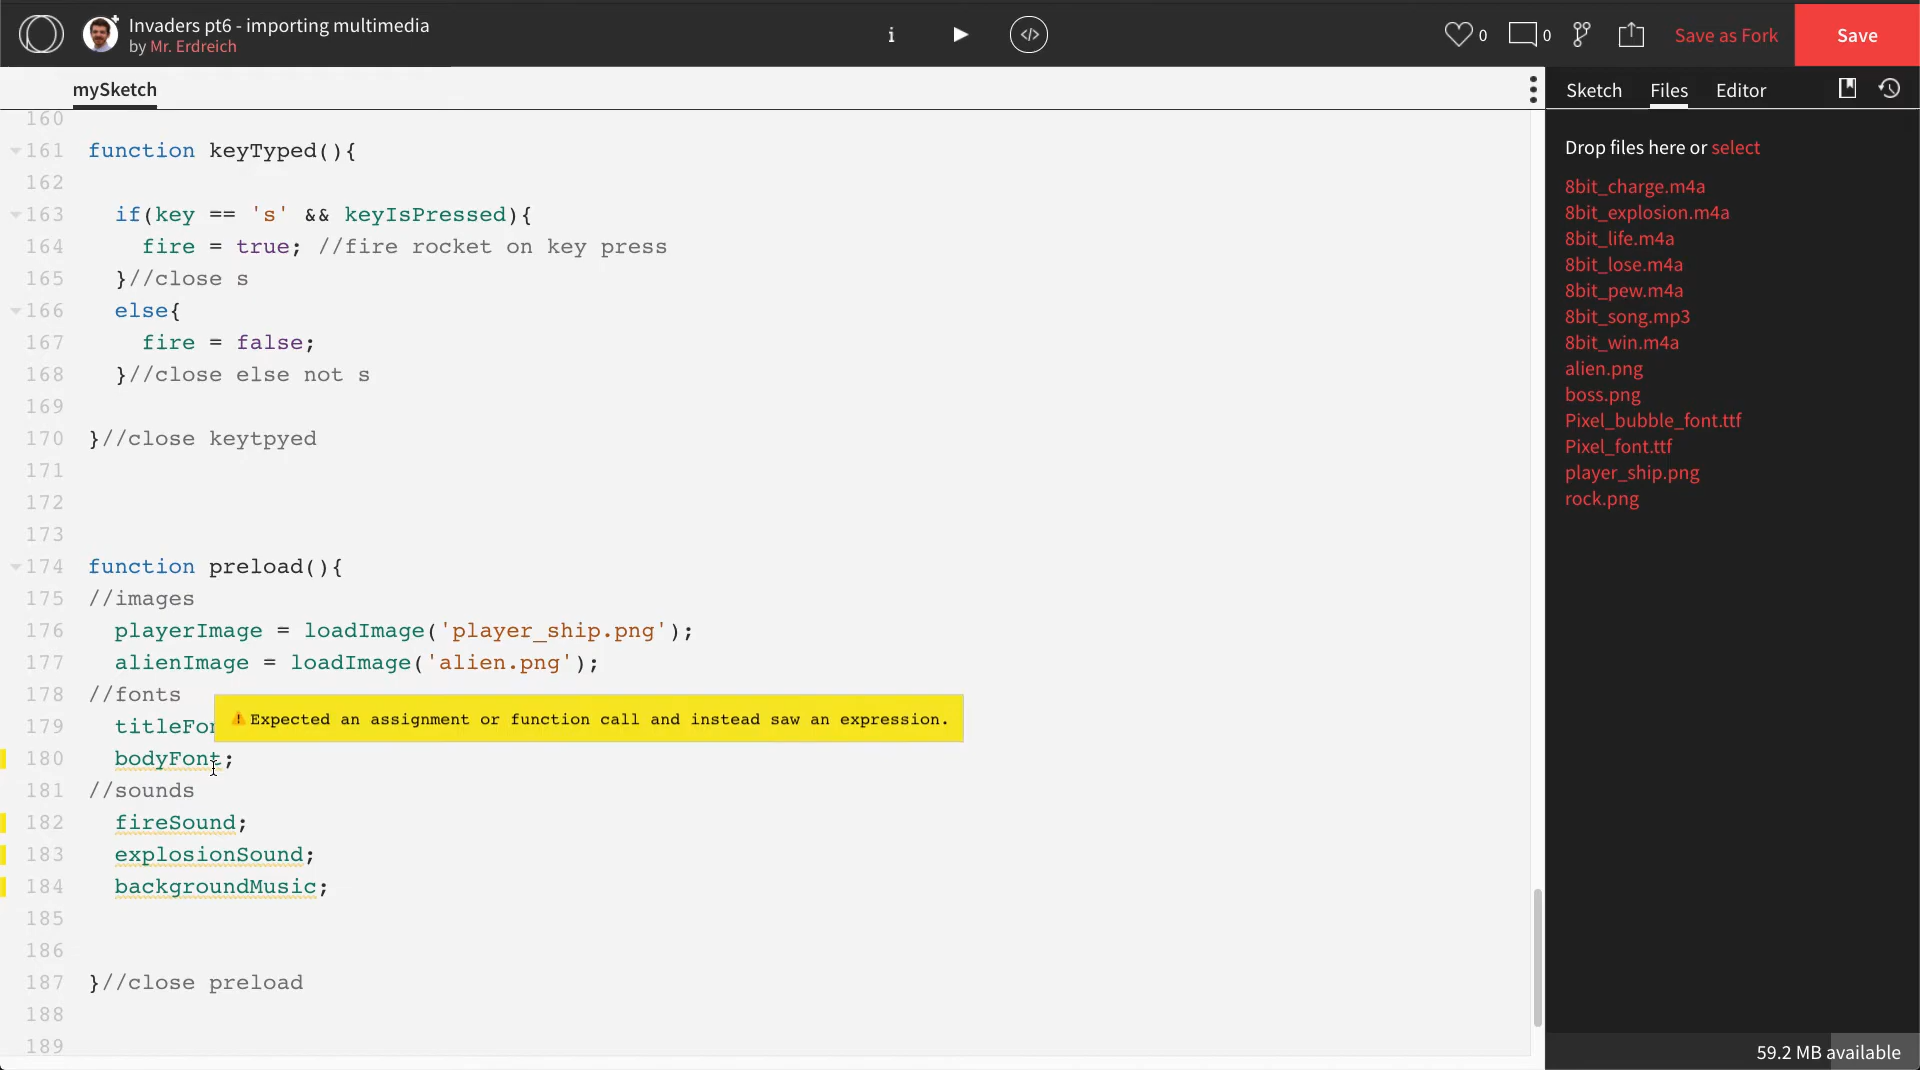 Invaders pt6 - importing multimedia
by Mr. Erdreich
i
</>
0
0
Save as Fork
Save
mySketch
Sketch Files Editor
160
161 function keyTyped(){
162
163 if(key == 's' && keyIsPressed){
164 fire = true; //fire rocket on key press
165 }//close s
166 else{
167 fire = false;
168 }//close else not s
169
170 }//close keytpyed
171
172
173
174 function preload(){
175 //images
176 playerImage = loadImage('player_ship.png');
177 alienImage = loadImage('alien.png');
178 //fonts
Expected an assignment or function call and instead saw an expression.
179
180 bodyFont;
181 //sounds
182 fireSound;
183 explosionSound;
184 backgroundMusic;
185
186
187 }//close preload
188
189
Drop files here or select
8bit_charge.m4a
8bit_explosion.m4a
8bit_life.m4a
8bit_lose.m4a
8bit_pew.m4a
8bit_song.mp3
8bit_win.m4a
alien.png
boss.png
Pixel_bubble_font.ttf
Pixel_font.ttf
player_ship.png
rock.png
59.2 MB available